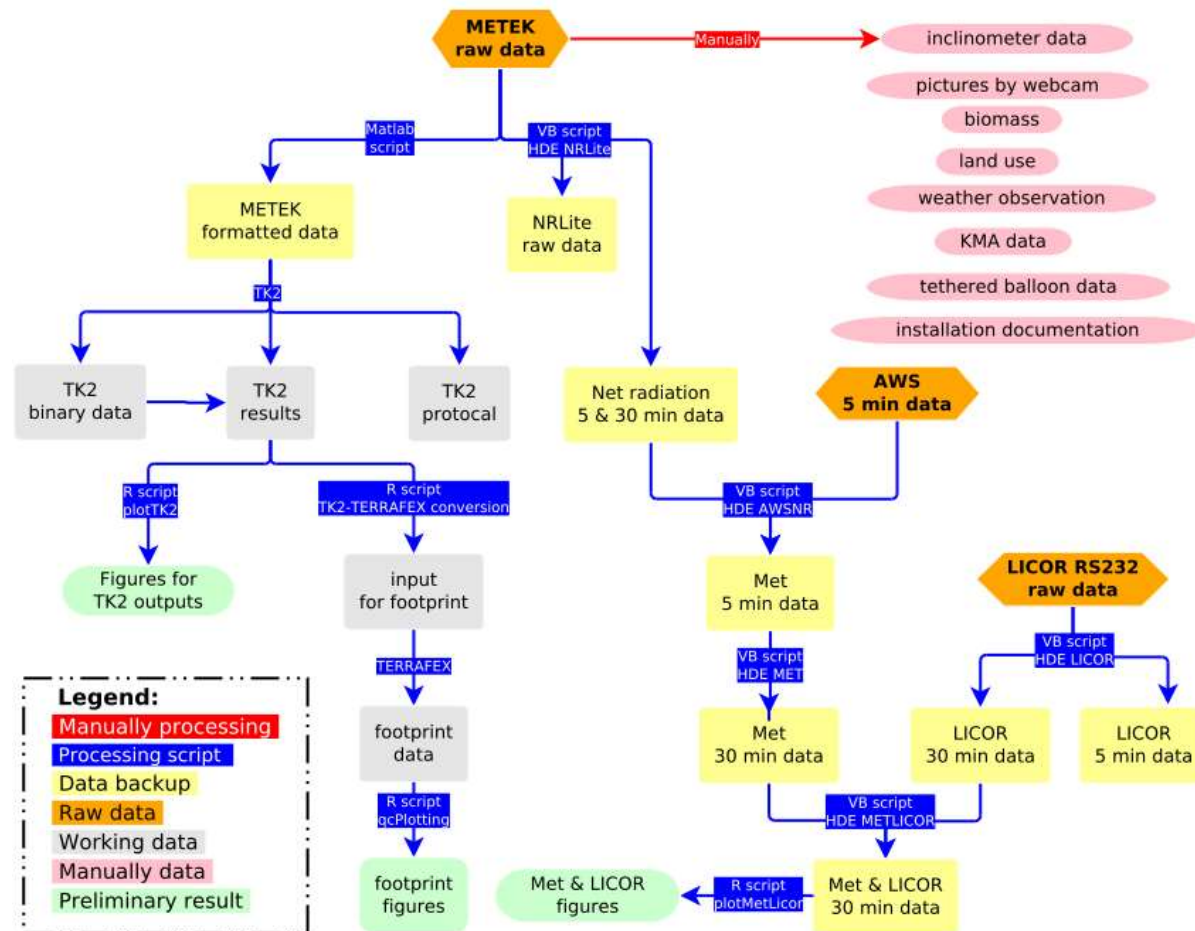 METEK
raw data
Manually
inclinometer data
pictures by webcam
biomass
land use
weather observation
KMA data
tethered balloon data
installation documentation
Matlab
script
VB script
HDE NRLite
METEK
formatted data
NRLite
raw data
TK2
TK2
binary data
TK2
results
TK2
protocal
Net radiation
5 & 30 min data
AWS
5 min data
R script
plotTK2
R script
TK2-TERRAFEX conversion
VB script
HDE AWSNR
Figures for
TK2 outputs
input
for footprint
Met
5 min data
LICOR RS232
raw data
TERRAFEX
VB script
HDE MET
VB script
HDE LICOR
footprint
data
Met
30 min data
LICOR
30 min data
LICOR
5 min data
R script
qcPlotting
VB script
HDE METLICOR
footprint
figures
Met & LICOR
figures
R script
plotMetLicor
Met & LICOR
30 min data
Legend:
Manually processing
Processing script
Data backup
Raw data
Working data
Manually data
Preliminary result